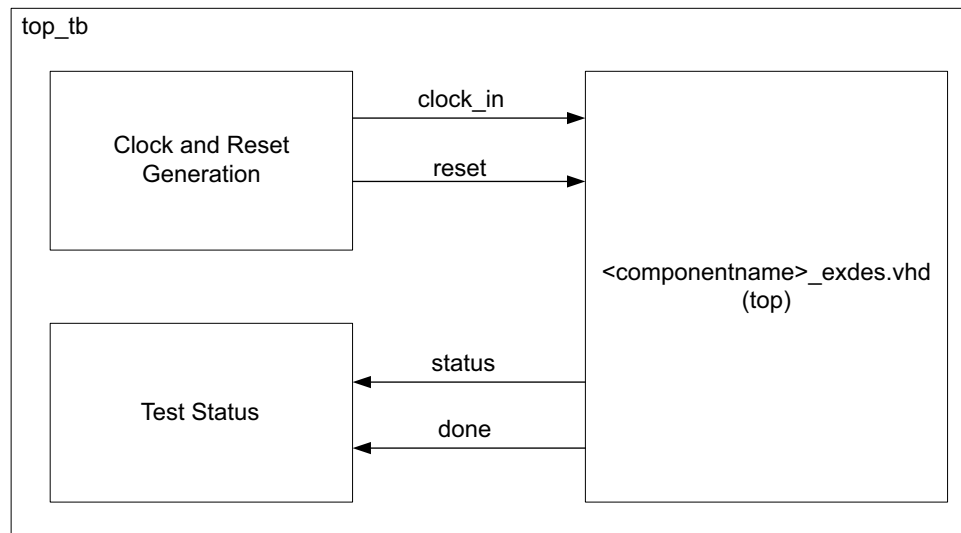 top_tb
Clock and Reset
Generation
clock_in
reset
<componentname>_exdes.vhd
(top)
Test Status
status
done